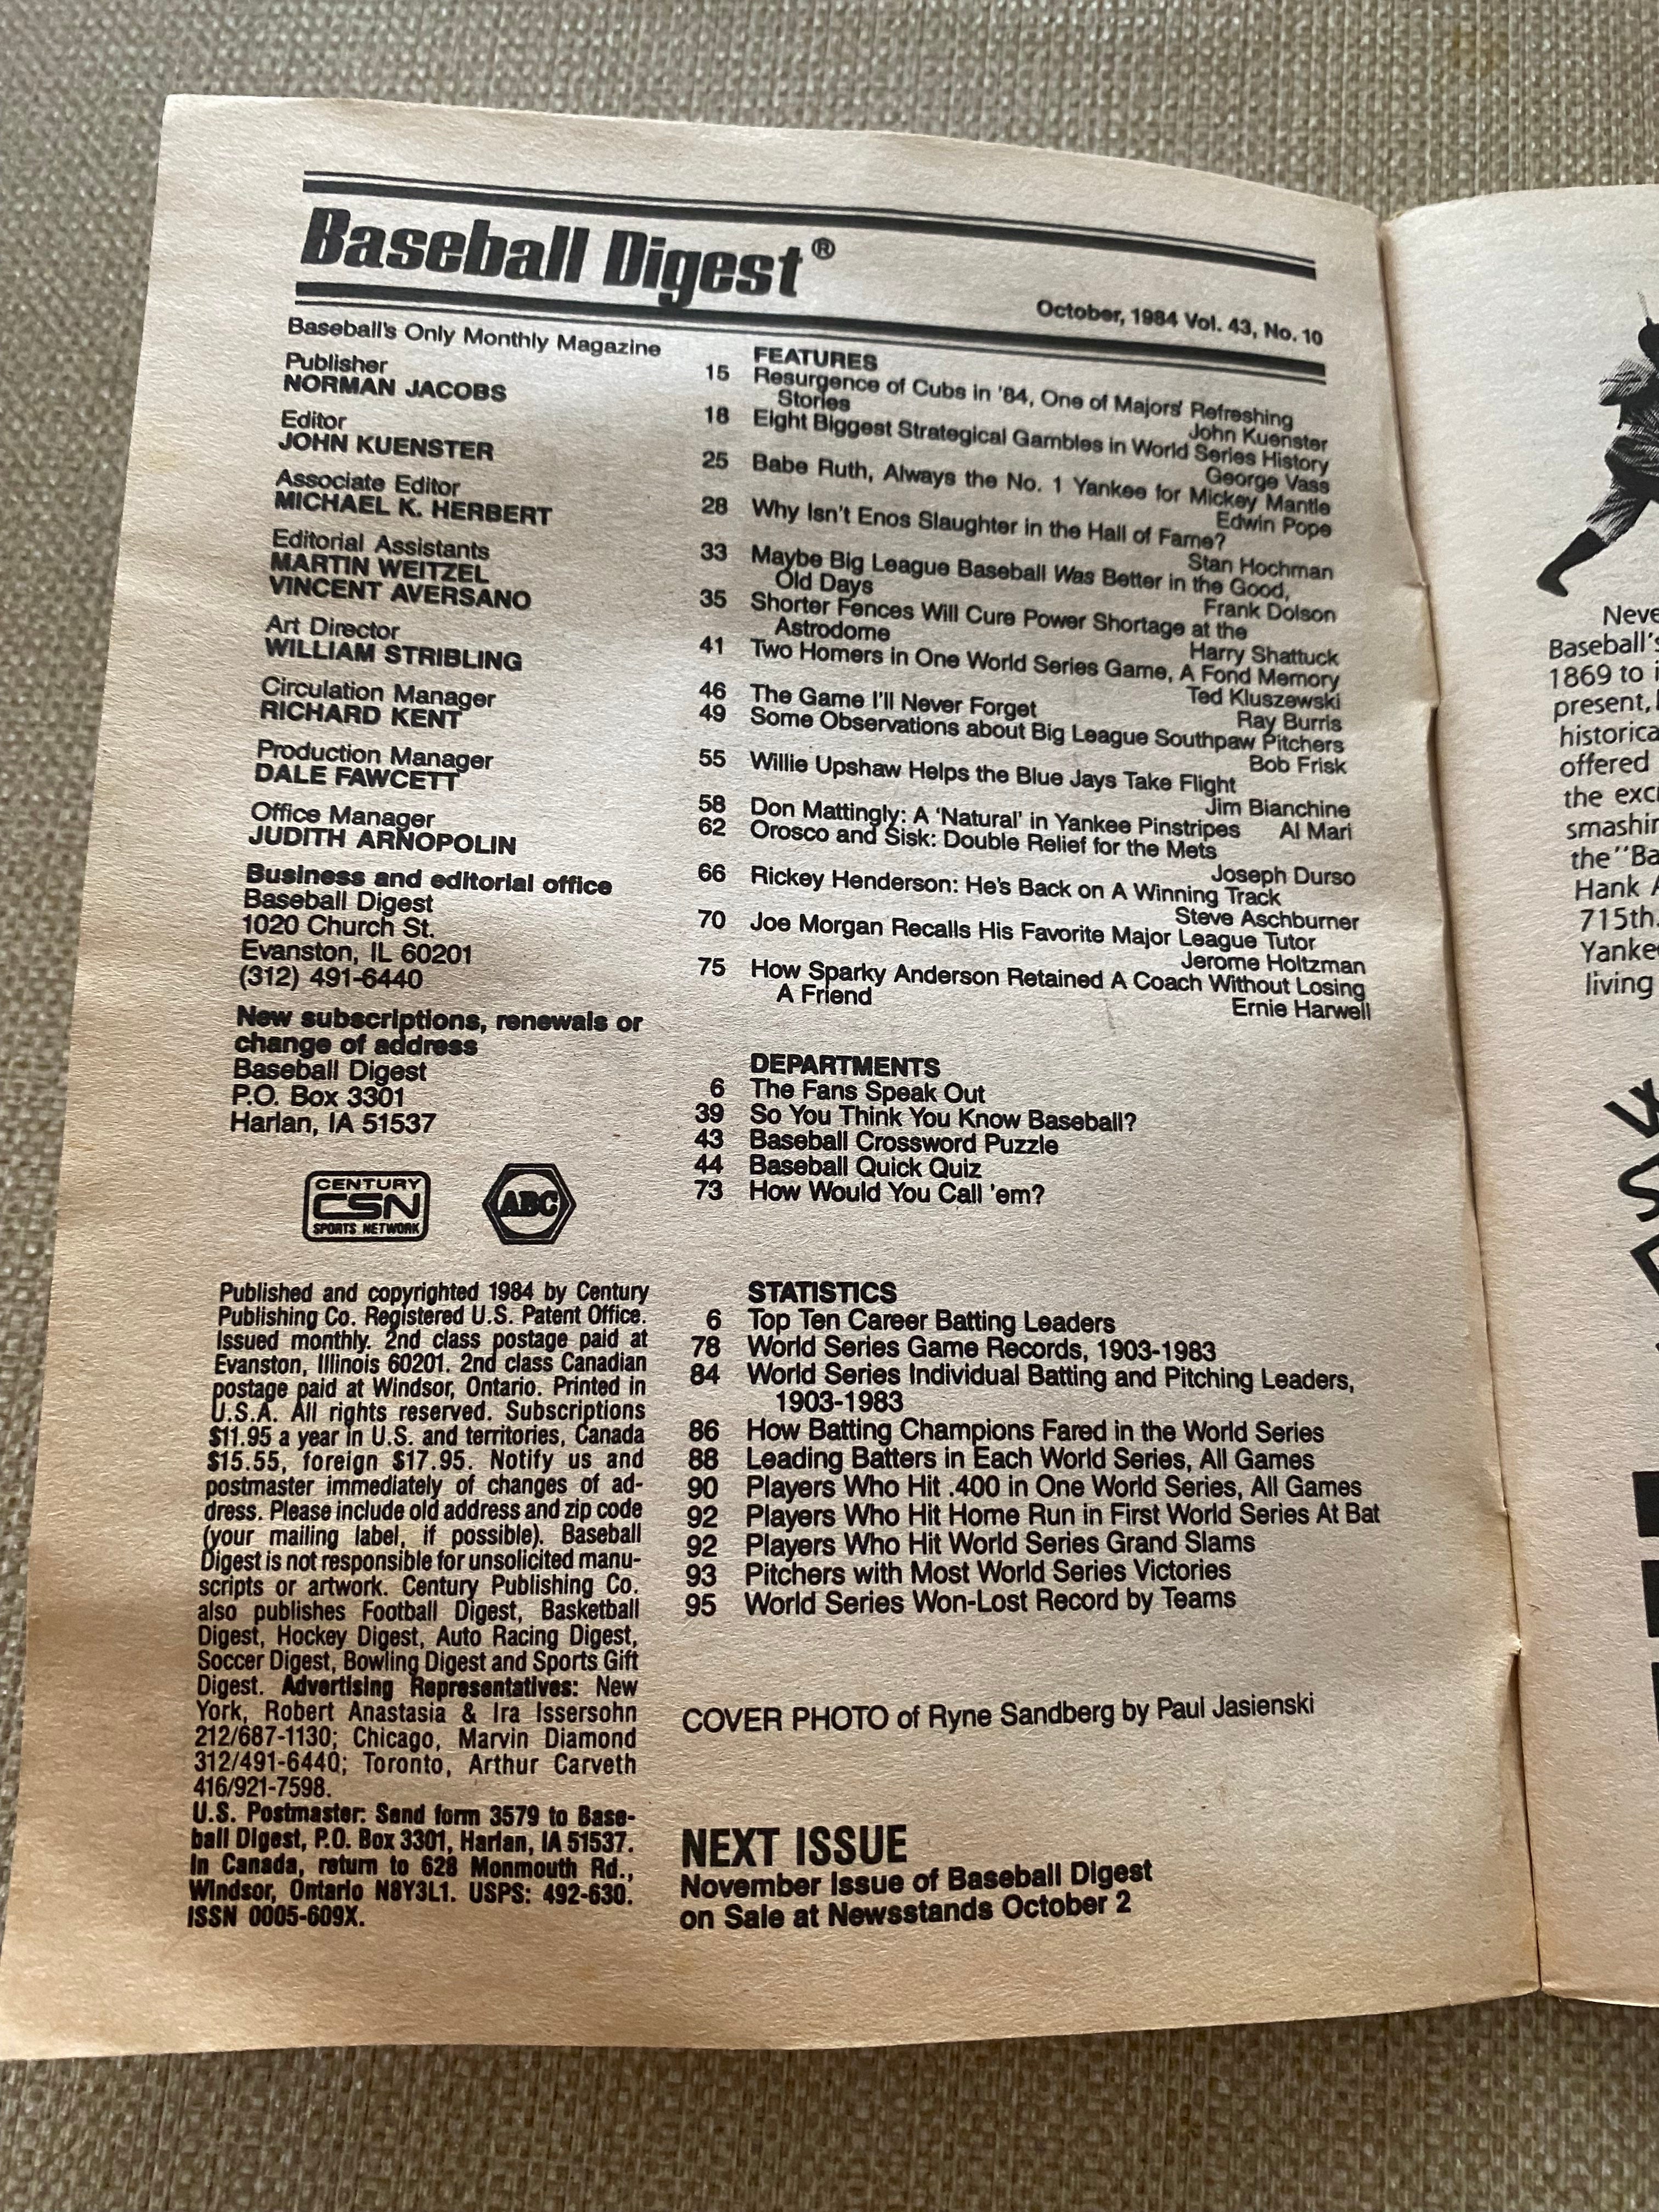 Baseball Digest®
October, 1984 Vol. 43, No. 10
Baseball's Only Monthly Magazine
Publisher
NORMAN JACOBS
Editor
JOHN KUENSTER
Associate Editor
MICHAEL K. HERBERT
Editorial Assistants
MARTIN WEITZEL
VINCENT AVERSANO
Art Director
WILLIAM STRIBLING
Circulation Manager
RICHARD KENT
Production Manager
DALE FAWCETT
Office Manager
JUDITH ARNOPOLIN
Business and editorial office
Baseball Digest
1020 Church St.
Evanston, IL 60201
(312) 491-6440
New subscriptions, renewals or
change of address
Baseball Digest
P.O. Box 3301
Harlan, IA 51537
CENTURY
CSN
SPORTS NETWORK
ABC
Published and copyrighted 1984 by Century
Publishing Co. Registered U.S. Patent Office.
Issued monthly. 2nd class postage paid at
Evanston, Illinois 60201. 2nd class Canadian
postage paid at Windsor, Ontario. Printed in
U.S.A. All rights reserved. Subscriptions
$11.95 a year in U.S. and territories, Canada
$15.55, foreign $17.95. Notify us and
postmaster immediately of changes of ad-
dress. Please include old address and zip code
(your mailing label, if possible). Baseball
Digest is not responsible for unsolicited manu-
scripts or artwork. Century Publishing Co.
also publishes Football Digest, Basketball
Digest, Hockey Digest, Auto Racing Digest,
Soccer Digest, Bowling Digest and Sports Gift
Digest. Advertising Representatives: New
York, Robert Anastasia & Ira Issersohn
212/687-1130; Chicago, Marvin Diamond
312/491-6440; Toronto, Arthur Carveth
416/921-7598.
U.S. Postmaster: Send form 3579 to Base-
ball Digest, P.O. Box 3301, Harlan, IA 51537.
In Canada, return to 628 Monmouth Rd.,
Windsor, Ontario N8Y3L1. USPS: 492-630.
ISSN 0005-609X.
FEATURES
15 Resurgence of Cubs in '84, One of Majors' Refreshing
Stories
John Kuenster
18 Eight Biggest Strategical Gambles in World Series History
George Vass
25 Babe Ruth, Always the No. 1 Yankee for Mickey Mantle
Edwin Pope
28 Why Isn't Enos Slaughter in the Hall of Fame?
Stan Hochman
33 Maybe Big League Baseball Was Better in the Good,
Old Days
Frank Dolson
35 Shorter Fences Will Cure Power Shortage at the
Astrodome
Harry Shattuck
41 Two Homers in One World Series Game, A Fond Memory
Ted Kluszewski
46 The Game I'll Never Forget
Ray Burris
49 Some Observations about Big League Southpaw Pitchers
Bob Frisk
55 Willie Upshaw Helps the Blue Jays Take Flight
Jim Bianchine
58 Don Mattingly: A 'Natural' in Yankee Pinstripes Al Mari
62 Orosco and Sisk: Double Relief for the Mets
Joseph Durso
66 Rickey Henderson: He's Back on A Winning Track
Steve Aschburner
70 Joe Morgan Recalls His Favorite Major League Tutor
Jerome Holtzman
75 How Sparky Anderson Retained A Coach Without Losing
A Friend
Ernie Harwell
DEPARTMENTS
6 The Fans Speak Out
39 So You Think You Know Baseball?
43 Baseball Crossword Puzzle
44 Baseball Quick Quiz
73 How Would You Call 'em?
STATISTICS
6 Top Ten Career Batting Leaders
78 World Series Game Records, 1903-1983
84 World Series Individual Batting and Pitching Leaders,
1903-1983
86 How Batting Champions Fared in the World Series
88 Leading Batters in Each World Series, All Games
90 Players Who Hit .400 in One World Series, All Games
92 Players Who Hit Home Run in First World Series At Bat
92 Players Who Hit World Series Grand Slams
93 Pitchers with Most World Series Victories
95 World Series Won-Lost Record by Teams
COVER PHOTO of Ryne Sandberg by Paul Jasienski
NEXT ISSUE
November Issue of Baseball Digest
on Sale at Newsstands October 2
Neve
Baseball's
1869 to i
present,
historica
offered
the exc
smashin
the "Ba
Hank A
715th.
Yankee
living